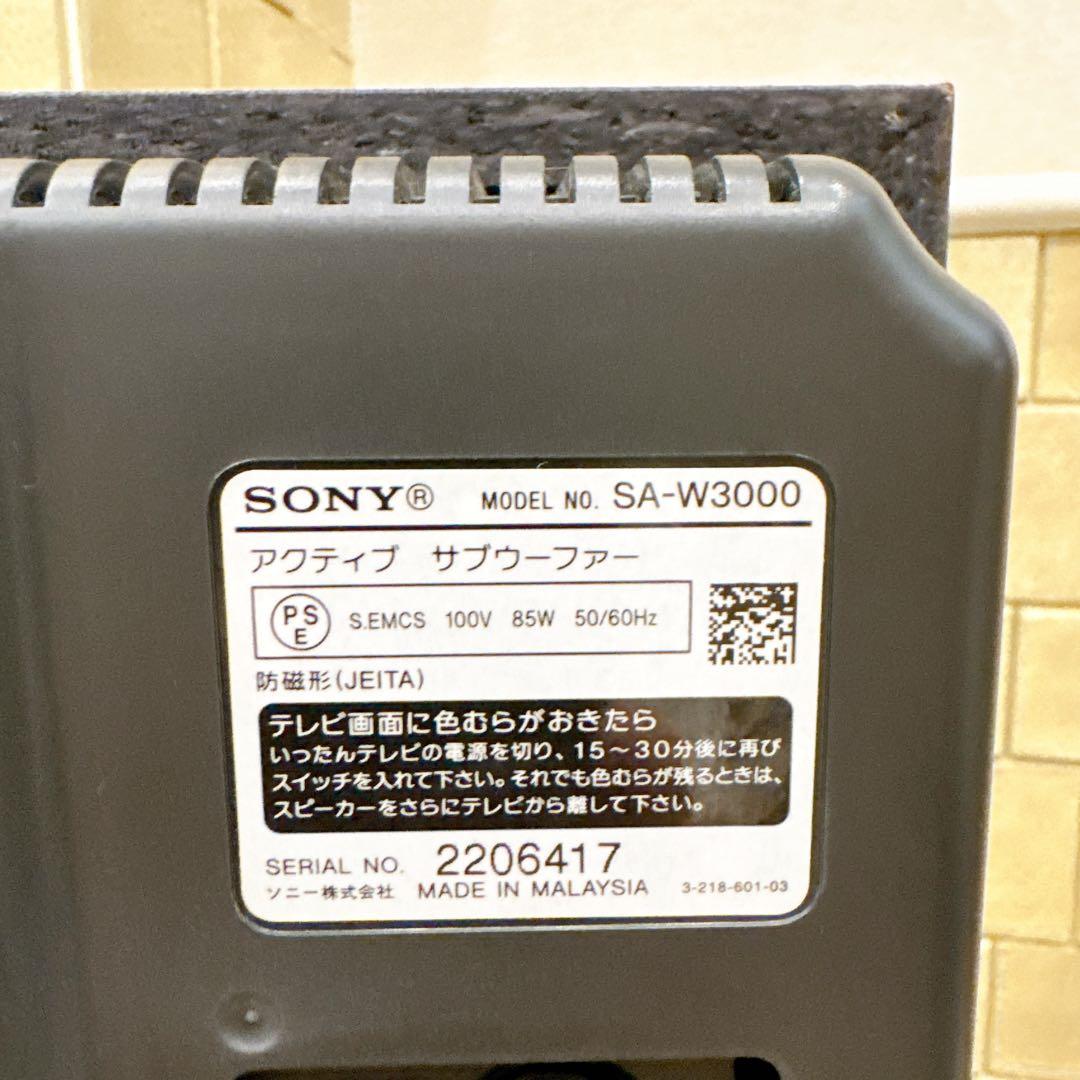 SONY® MODEL NO. SA-W3000
アクティブ サブウーファー
PSE S.EMCS 100V 85W 50/60Hz
防磁形(JEITA)
テレビ画面に色むらがおきたら
いったんテレビの電源を切り、15〜30分後に再び
スイッチを入れて下さい。それでも色むらが残るときは、
スピーカーをさらにテレビから離して下さい。
SERIAL NO. 2206417
ソニー株式会社 MADE IN MALAYSIA 3-218-601-03